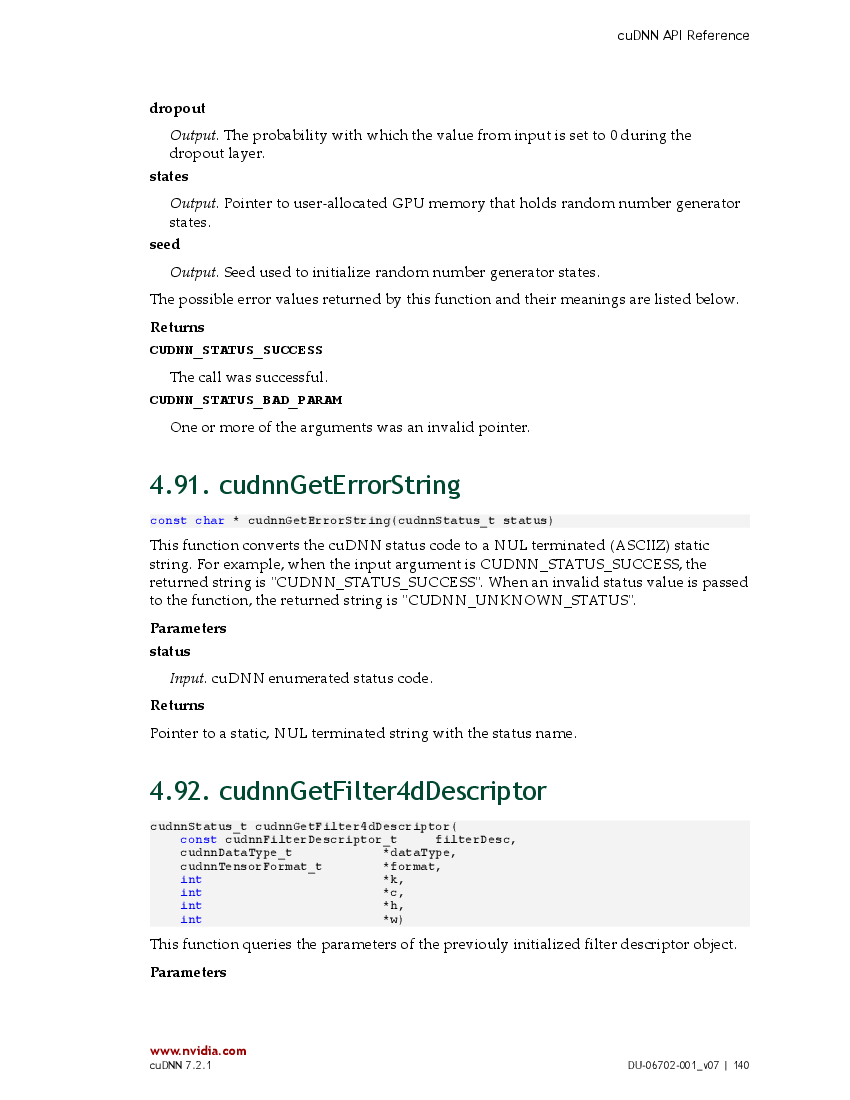 cuDNN API Reference
dropout
Output. The probability with which the value from input is set to 0 during the
dropout layer.
states
Output. Pointer to user-allocated GPU memory that holds random number generator
states.
seed
Output. Seed used to initialize random number generator states.
The possible error values returned by this function and their meanings are listed below.
Returns
CUDNN_STATUS_SUCCESS
The call was successful.
CUDNN_STATUS_BAD_PARAM
One or more of the arguments was an invalid pointer.
4.91. cudnnGetErrorString
const char * cudnnGetErrorString(cudnnStatus_t status)
This function converts the cuDNN status code to a NUL terminated (ASCIIZ) static
string. For example, when the input argument is CUDNN_STATUS_SUCCESS, the
returned string is "CUDNN_STATUS_SUCCESS". When an invalid status value is passed
to the function, the returned string is "CUDNN_UNKNOWN_STATUS".
Parameters
status
Input. cuDNN enumerated status code.
Returns
Pointer to a static, NUL terminated string with the status name.
4.92. cudnnGetFilter4dDescriptor
cudnnStatus_t cudnnGetFilter4dDescriptor(
const cudnnFilterDescriptor_t filterDesc,
cudnnDataType_t *dataType,
cudnnTensorFormat_t *format,
int *k,
int *c,
int *h,
int *w)
This function queries the parameters of the previouly initialized filter descriptor object.
Parameters
www.nvidia.com
cuDNN 7.2.1 DU-06702-001_v07 | 140